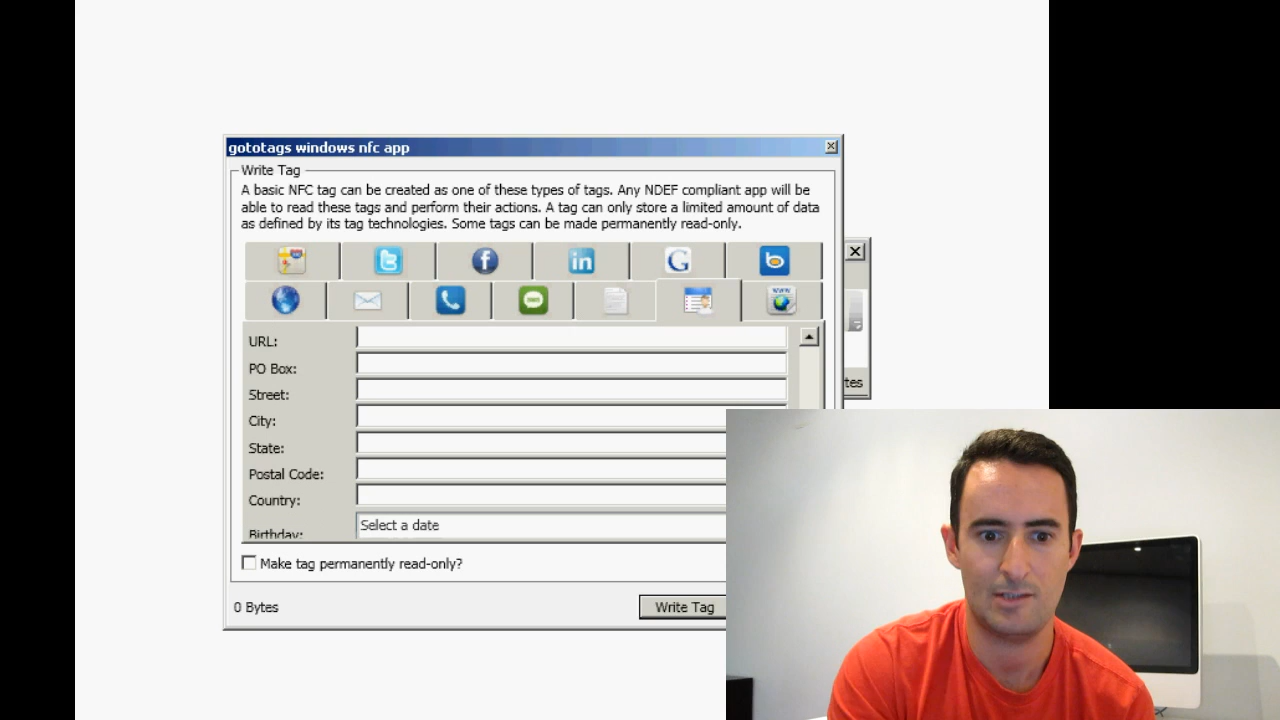 gototags windows nfc app
Write Tag
A basic NFC tag can be created as one of these types of tags. Any NDEF compliant app will be
able to read these tags and perform their actions. A tag can only store a limited amount of data
as defined by its tag technologies. Some tags can be made permanently read-only.
URL:
PO Box:
Street:
City:
State:
Postal Code:
Country:
Birthday:
Select a date
Make tag permanently read-only?
0 Bytes
Write Tag
tes